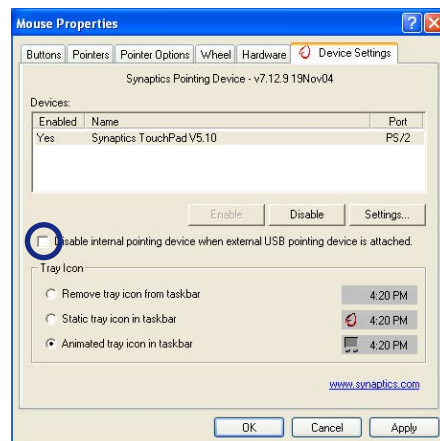 Mouse Properties
Buttons Pointers Pointer Options Wheel Hardware Device Settings
Synaptics Pointing Device - v7.12.9 19Nov04
Devices:
Enabled Name Port
Yes Synaptics TouchPad V5.10 PS/2
Enable Disable Settings...
Disable internal pointing device when external USB pointing device is attached.
Tray Icon
Remove tray icon from taskbar 4:20 PM
Static tray icon in taskbar 4:20 PM
Animated tray icon in taskbar 4:20 PM
www.synaptics.com
OK Cancel Apply